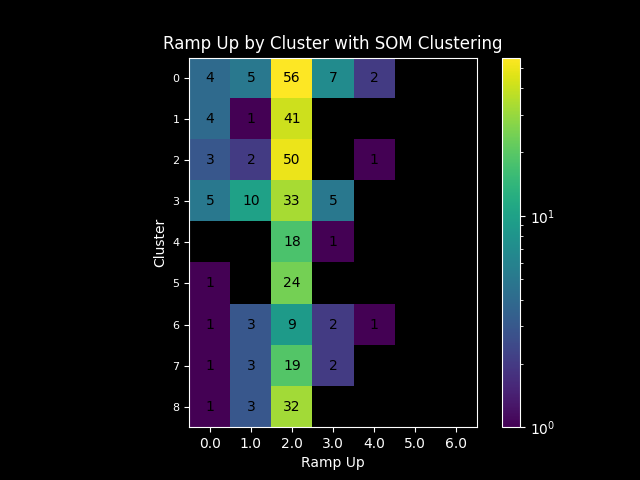 Ramp Up by Cluster with SOM Clustering
0 4 5 56 7 2
1 4 1 41
2 3 2 50 1
3 5 10 33 5
4 18 1
5 1 24
6 1 3 9 2 1
7 1 3 19 2
8 1 3 32
0.0 1.0 2.0 3.0 4.0 5.0 6.0
Ramp Up
Cluster
10¹
10⁰